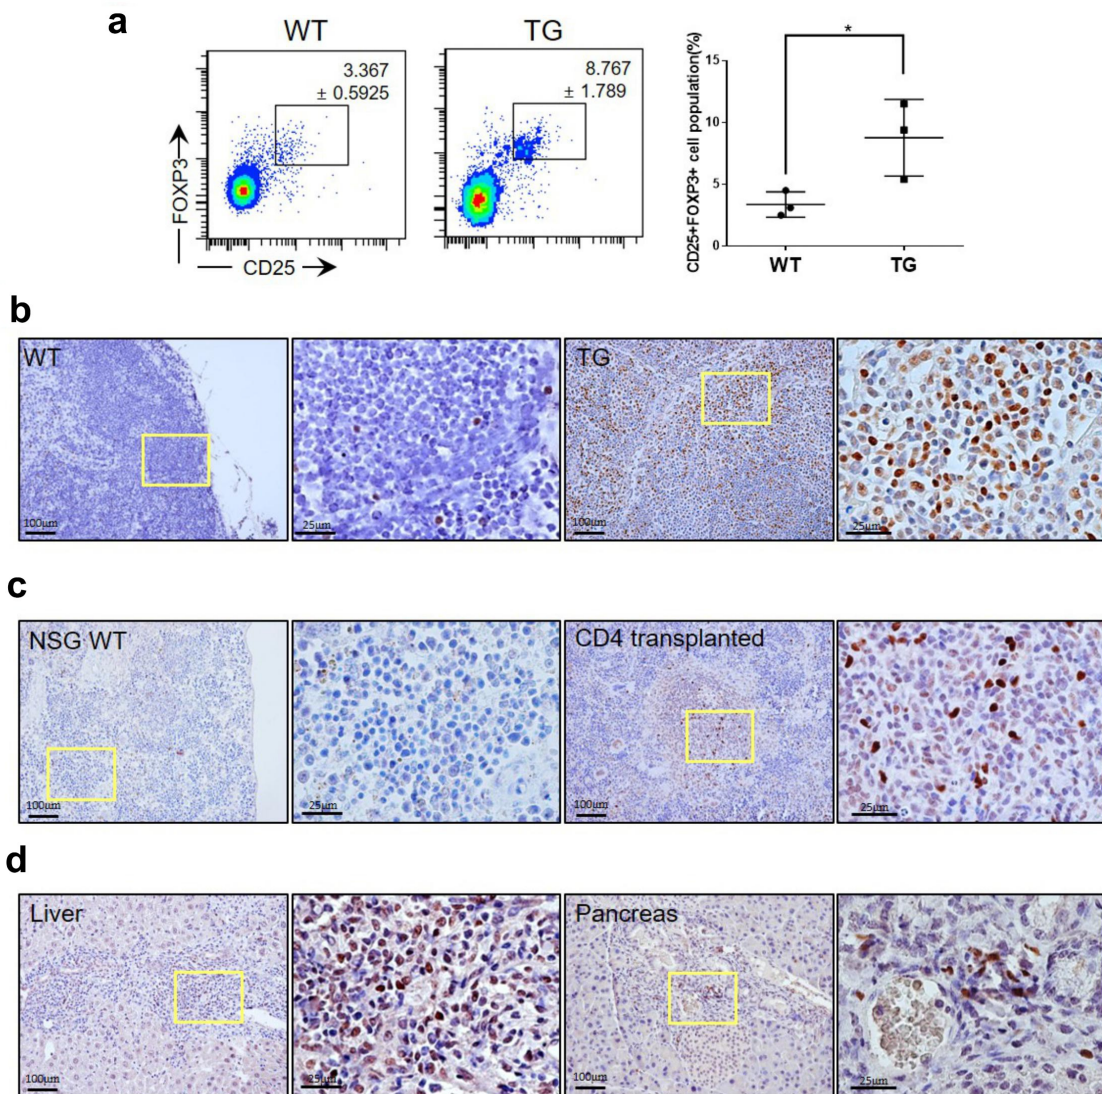 a
WT
TG
3.367
± 0.5925
8.767
± 1.789
FOXP3
CD25
*
CD25+FOXP3+ cell population(%)
15
10
5
0
WT
TG
b
WT
100μm
25μm
TG
100μm
25μm
c
NSG WT
100μm
25μm
CD4 transplanted
100μm
25μm
d
Liver
100μm
25μm
Pancreas
100μm
25μm